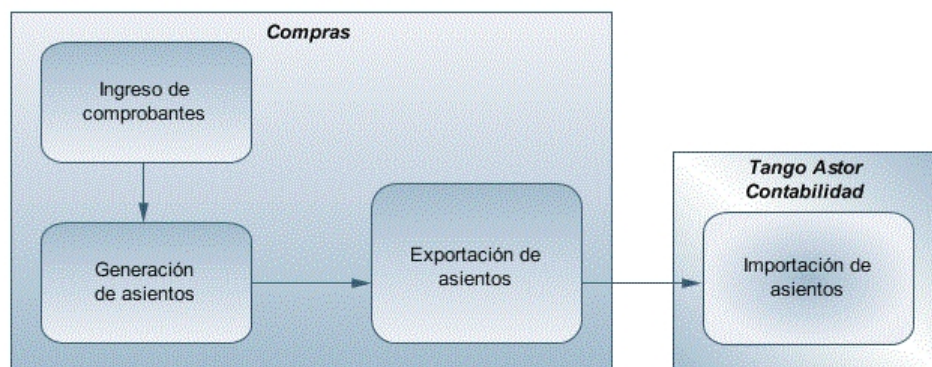 Compras
Ingreso de
comprobantes
Generación
de asientos
Exportación de
asientos
Tango Astor
Contabilidad
Importación de
asientos